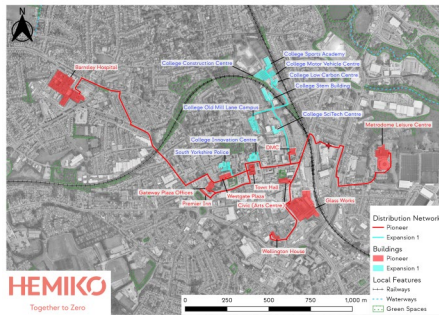 N
Barnsley Hospital
College Sports Academy
College Construction Centre
College Motor Vehicle Centre
College Low Carbon Centre
College Stem Building
College Old Mill Lane Campus
College SciTech Centre
Metrodome Leisure Centre
College Innovation Centre
South Yorkshire Police
DMC
Gateway Plaza Offices
Town Hall
Westgate Plaza
Premier Inn
Civic (Arts Centre)
Glass Works
Wellington House
Distribution Network
Pioneer
Expansion 1
Buildings
Pioneer
Expansion 1
Local Features
Railways
Waterways
Green Spaces
HEMIKO
Together to Zero
0 250 500 750 1,000 m